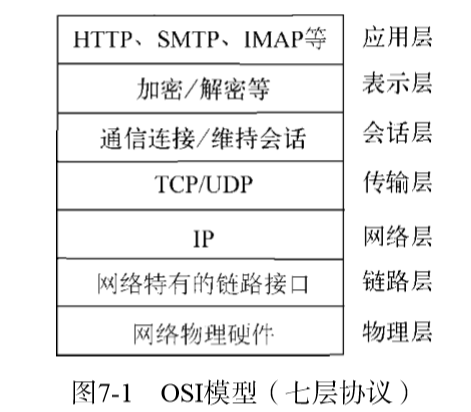 HTTP、SMTP、IMAP等 应用层
加密/解密等 表示层
通信连接/维持会话 会话层
TCP/UDP 传输层
IP 网络层
网络特有的链路接口 链路层
网络物理硬件 物理层
图7-1 OSI模型（七层协议）